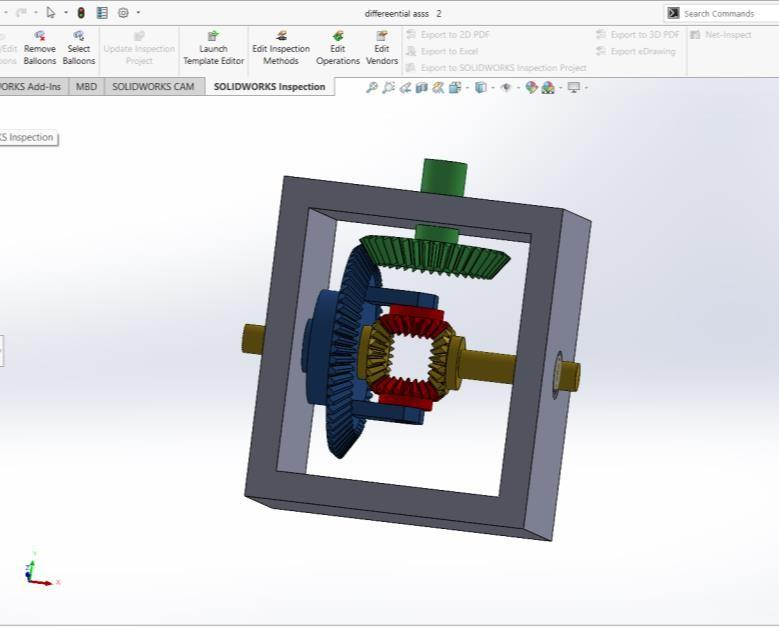 differeential asss 2
Search Commands
/Edit
oons
Remove
Balloons
Select
Balloons
Update Inspection
Project
Launch
Template Editor
Edit Inspection
Methods
Edit
Operations
Edit
Vendors
Export to 2D PDF
Export to Excel
Export to SOLIDWORKS Inspection Project
Export to 3D PDF
Export eDrawing
Net-Inspect
ORKS Add-Ins
MBD
SOLIDWORKS CAM
SOLIDWORKS Inspection
KS Inspection
Y
Z
X